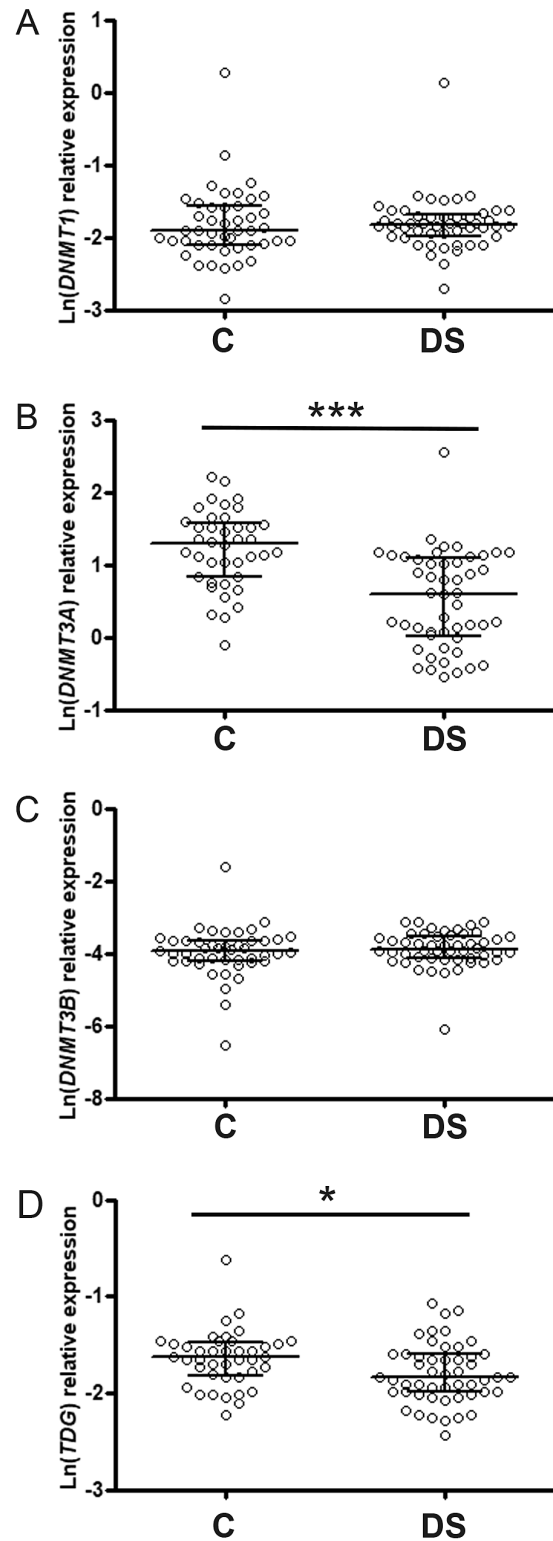 A
Ln(DNMT1) relative expression
1
0
-1
-2
-3
C
DS
B
Ln(DNMT3A) relative expression
***
3
2
1
0
-1
C
DS
C
Ln(DNMT3B) relative expression
0
-2
-4
-6
-8
C
DS
D
Ln(TDG) relative expression
*
0
-1
-2
-3
C
DS